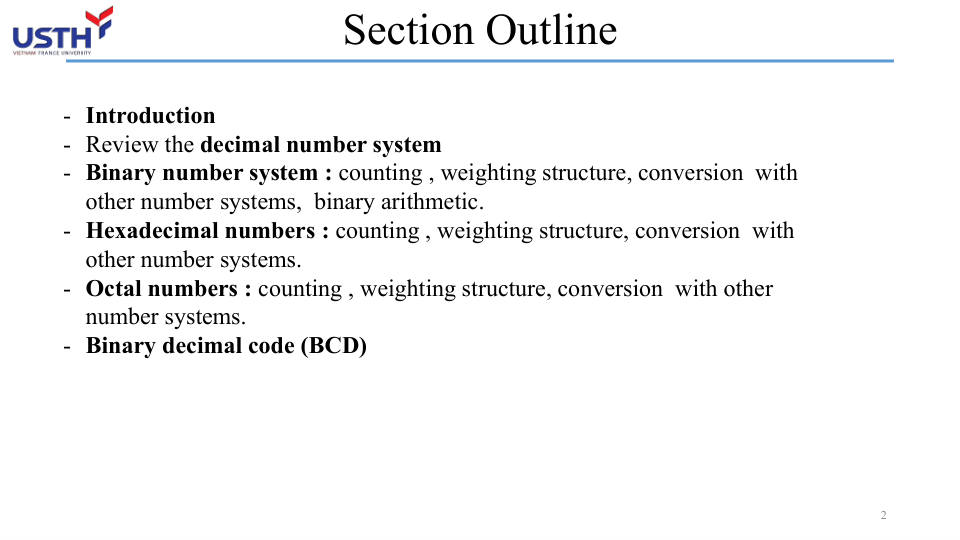 USTH
VIETNAM FRANCE UNIVERSITY
Section Outline
- Introduction
- Review the decimal number system
- Binary number system : counting , weighting structure, conversion  with
other number systems,  binary arithmetic.
- Hexadecimal numbers : counting , weighting structure, conversion  with
other number systems.
- Octal numbers : counting , weighting structure, conversion  with other
number systems.
- Binary decimal code (BCD)
2